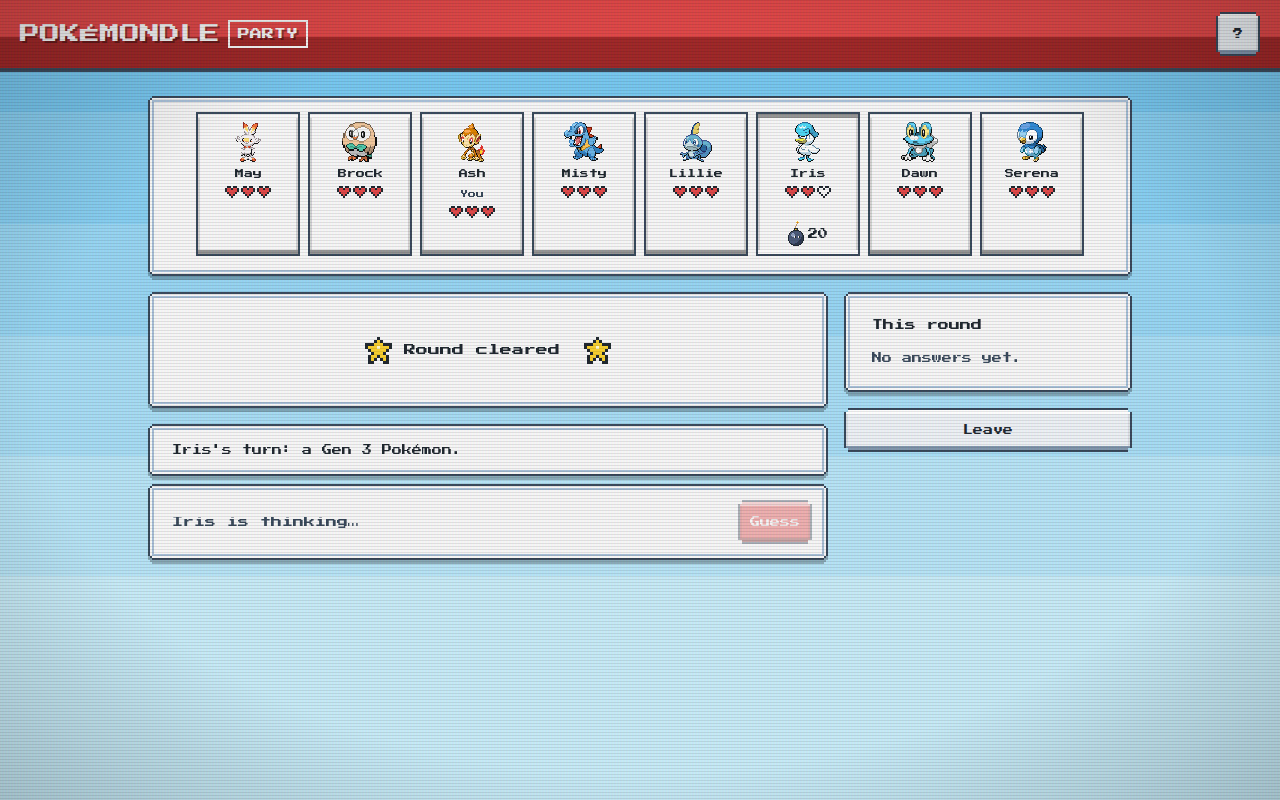 POKéMONDLE PARTY
?
May
Brock
Ash
You
Misty
Lillie
Iris
20
Dawn
Serena
Round cleared
This round
No answers yet.
Leave
Iris's turn: a Gen 3 Pokémon.
Iris is thinking…
Guess